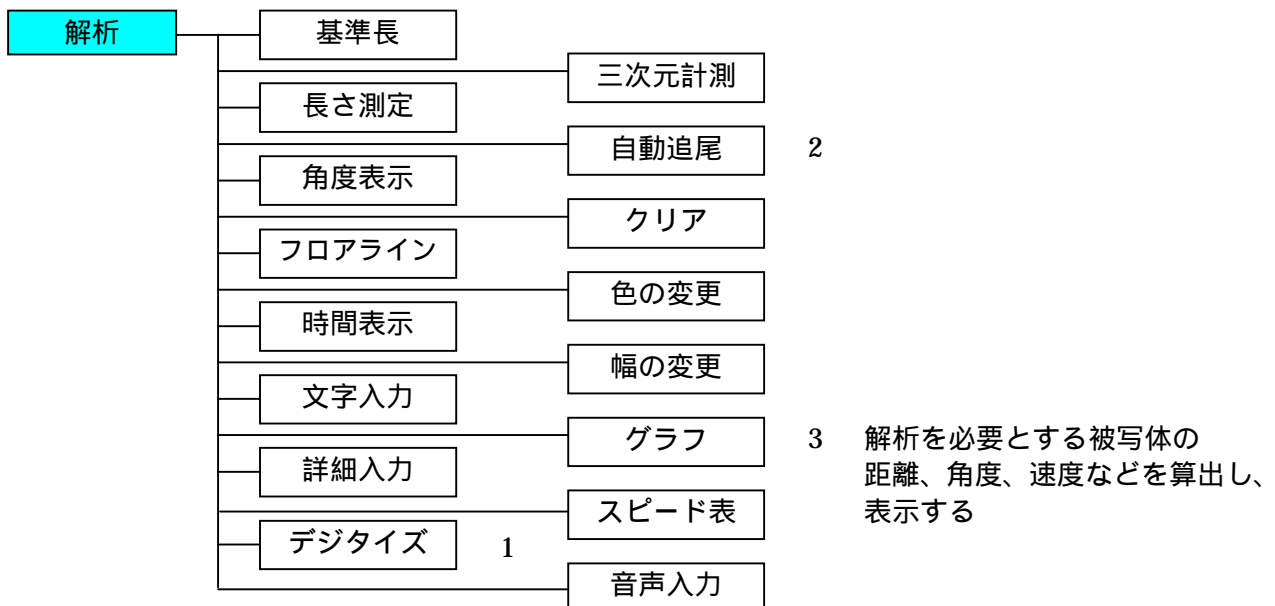 解析
基準長
三次元計測
長さ測定
自動追尾 2
角度表示
クリア
フロアライン
色の変更
時間表示
幅の変更
文字入力
グラフ 3 解析を必要とする被写体の
距離、角度、速度などを算出し、
表示する
詳細入力
スピード表
デジタイズ 1
音声入力